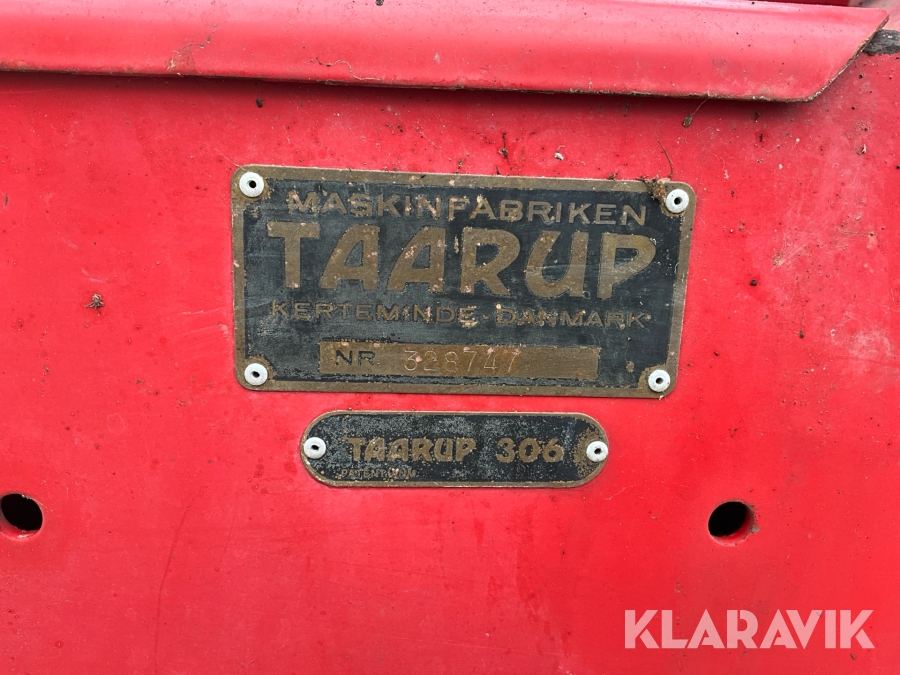 MASKINFABRIKEN
TAARUP
KERTEMINDE-DANMARK
NR 328747
TAARUP 306
KLARAVIK